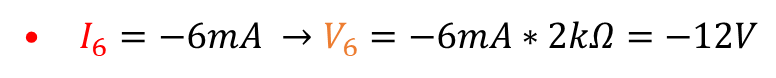 • I₆ = −6mA → V₆ = −6mA ∗ 2kΩ = −12V